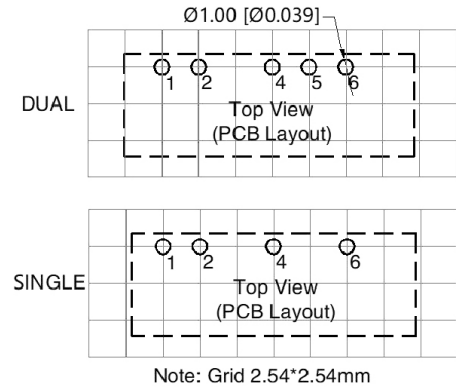 Ø1.00 [Ø0.039]
1 2 4 5 6
DUAL
Top View
(PCB Layout)
1 2 4 6
SINGLE
Top View
(PCB Layout)
Note: Grid 2.54*2.54mm